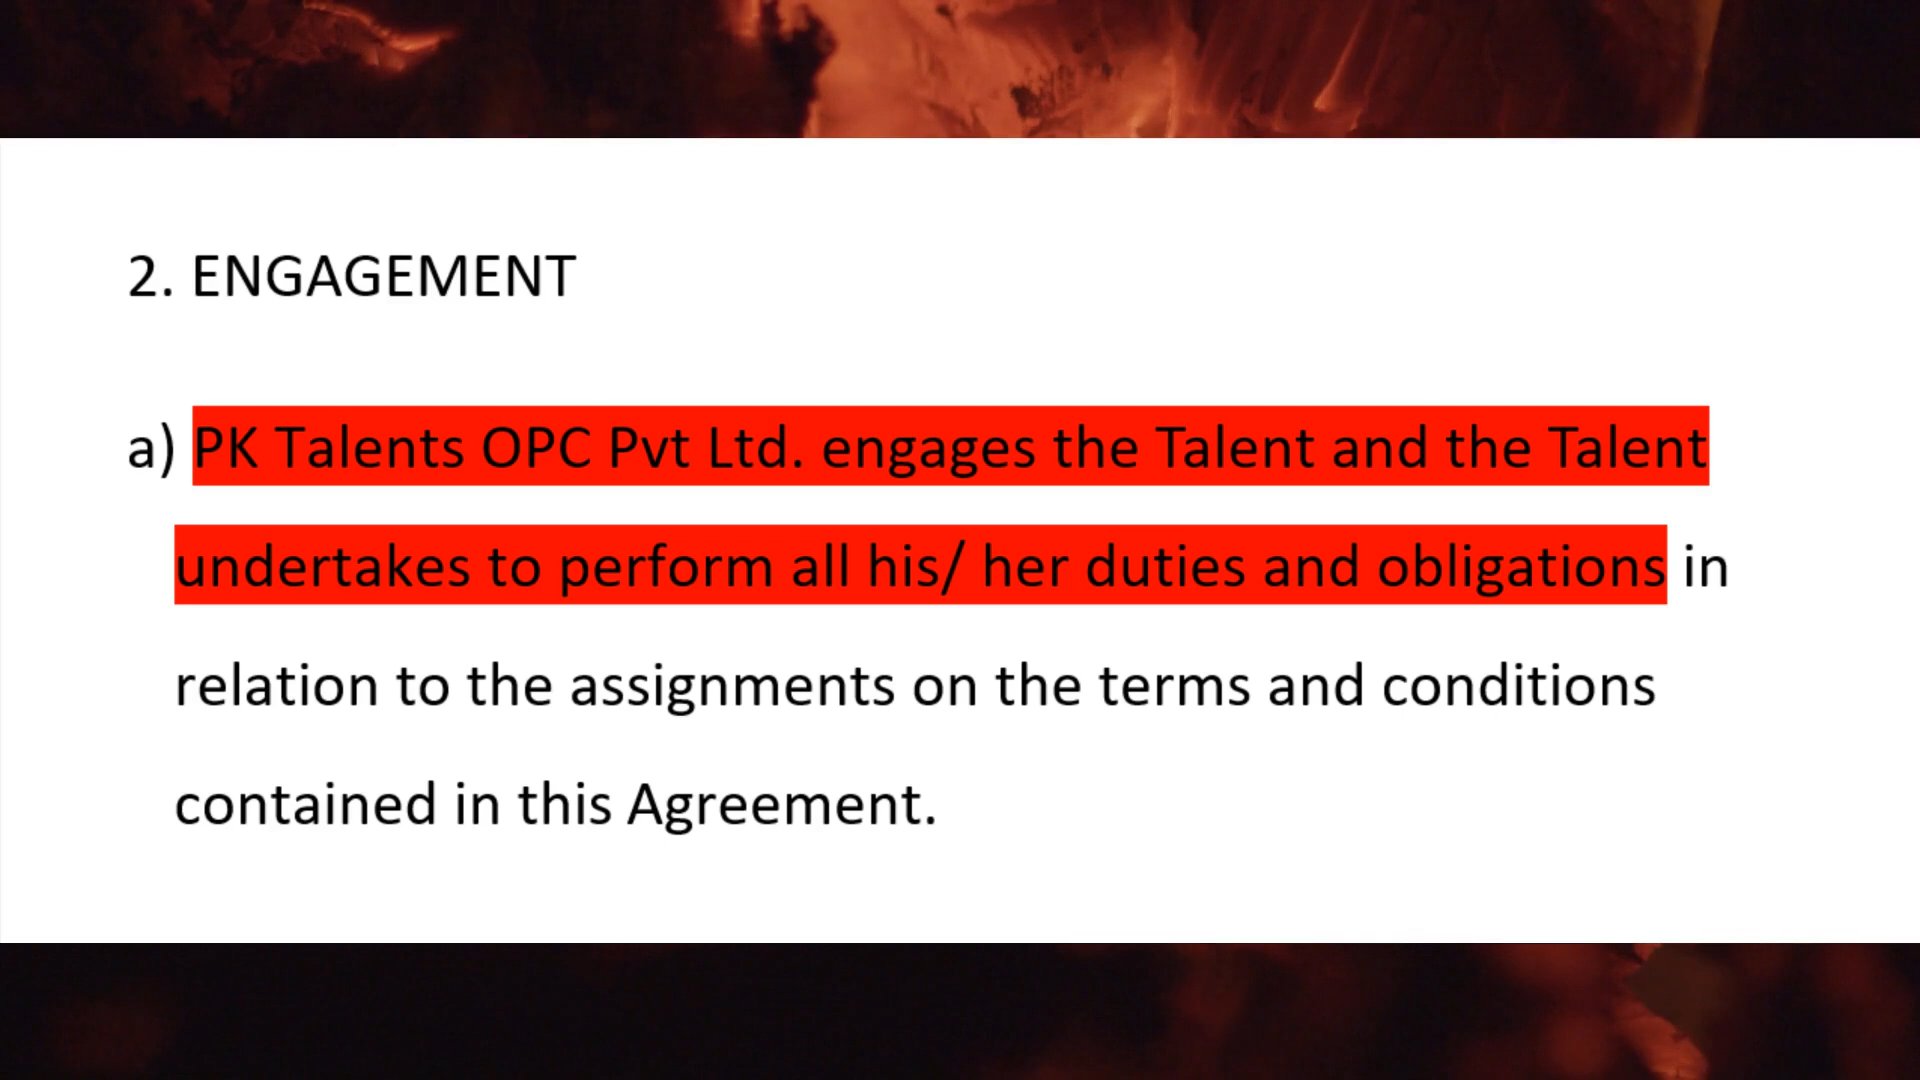 2. ENGAGEMENT
a) PK Talents OPC Pvt Ltd. engages the Talent and the Talent
undertakes to perform all his/ her duties and obligations in
relation to the assignments on the terms and conditions
contained in this Agreement.